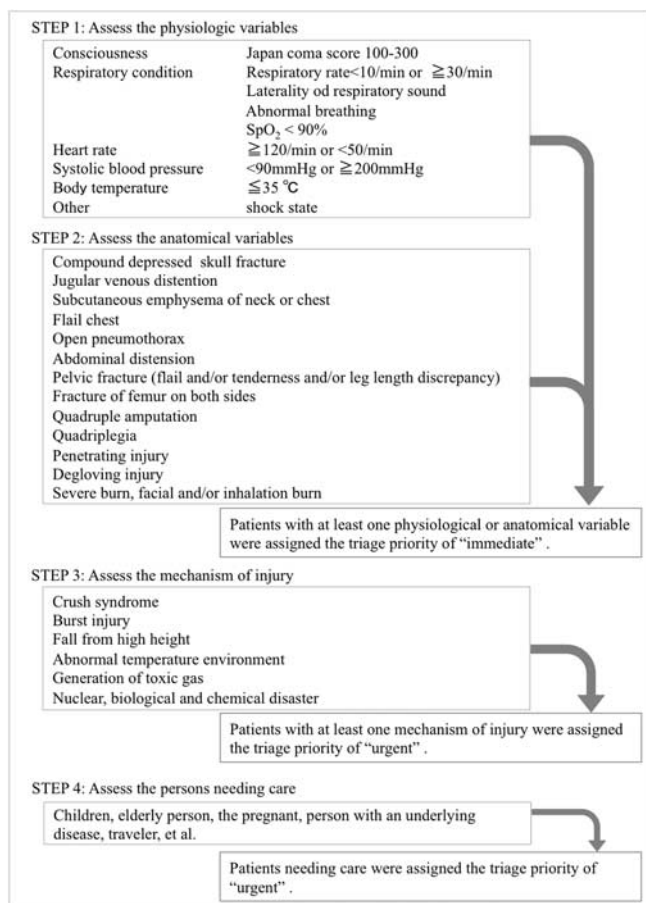 STEP 1: Assess the physiologic variables
Consciousness Japan coma score 100-300
Respiratory condition Respiratory rate<10/min or ≧30/min
Laterality od respiratory sound
Abnormal breathing
SpO₂ < 90%
Heart rate ≧120/min or <50/min
Systolic blood pressure <90mmHg or ≧200mmHg
Body temperature ≦35 ℃
Other shock state
STEP 2: Assess the anatomical variables
Compound depressed skull fracture
Jugular venous distention
Subcutaneous emphysema of neck or chest
Flail chest
Open pneumothorax
Abdominal distension
Pelvic fracture (flail and/or tenderness and/or leg length discrepancy)
Fracture of femur on both sides
Quadruple amputation
Quadriplegia
Penetrating injury
Degloving injury
Severe burn, facial and/or inhalation burn
Patients with at least one physiological or anatomical variable
were assigned the triage priority of “immediate” .
STEP 3: Assess the mechanism of injury
Crush syndrome
Burst injury
Fall from high height
Abnormal temperature environment
Generation of toxic gas
Nuclear, biological and chemical disaster
Patients with at least one mechanism of injury were assigned
the triage priority of “urgent” .
STEP 4: Assess the persons needing care
Children, elderly person, the pregnant, person with an underlying
disease, traveler, et al.
Patients needing care were assigned the triage priority of
“urgent” .